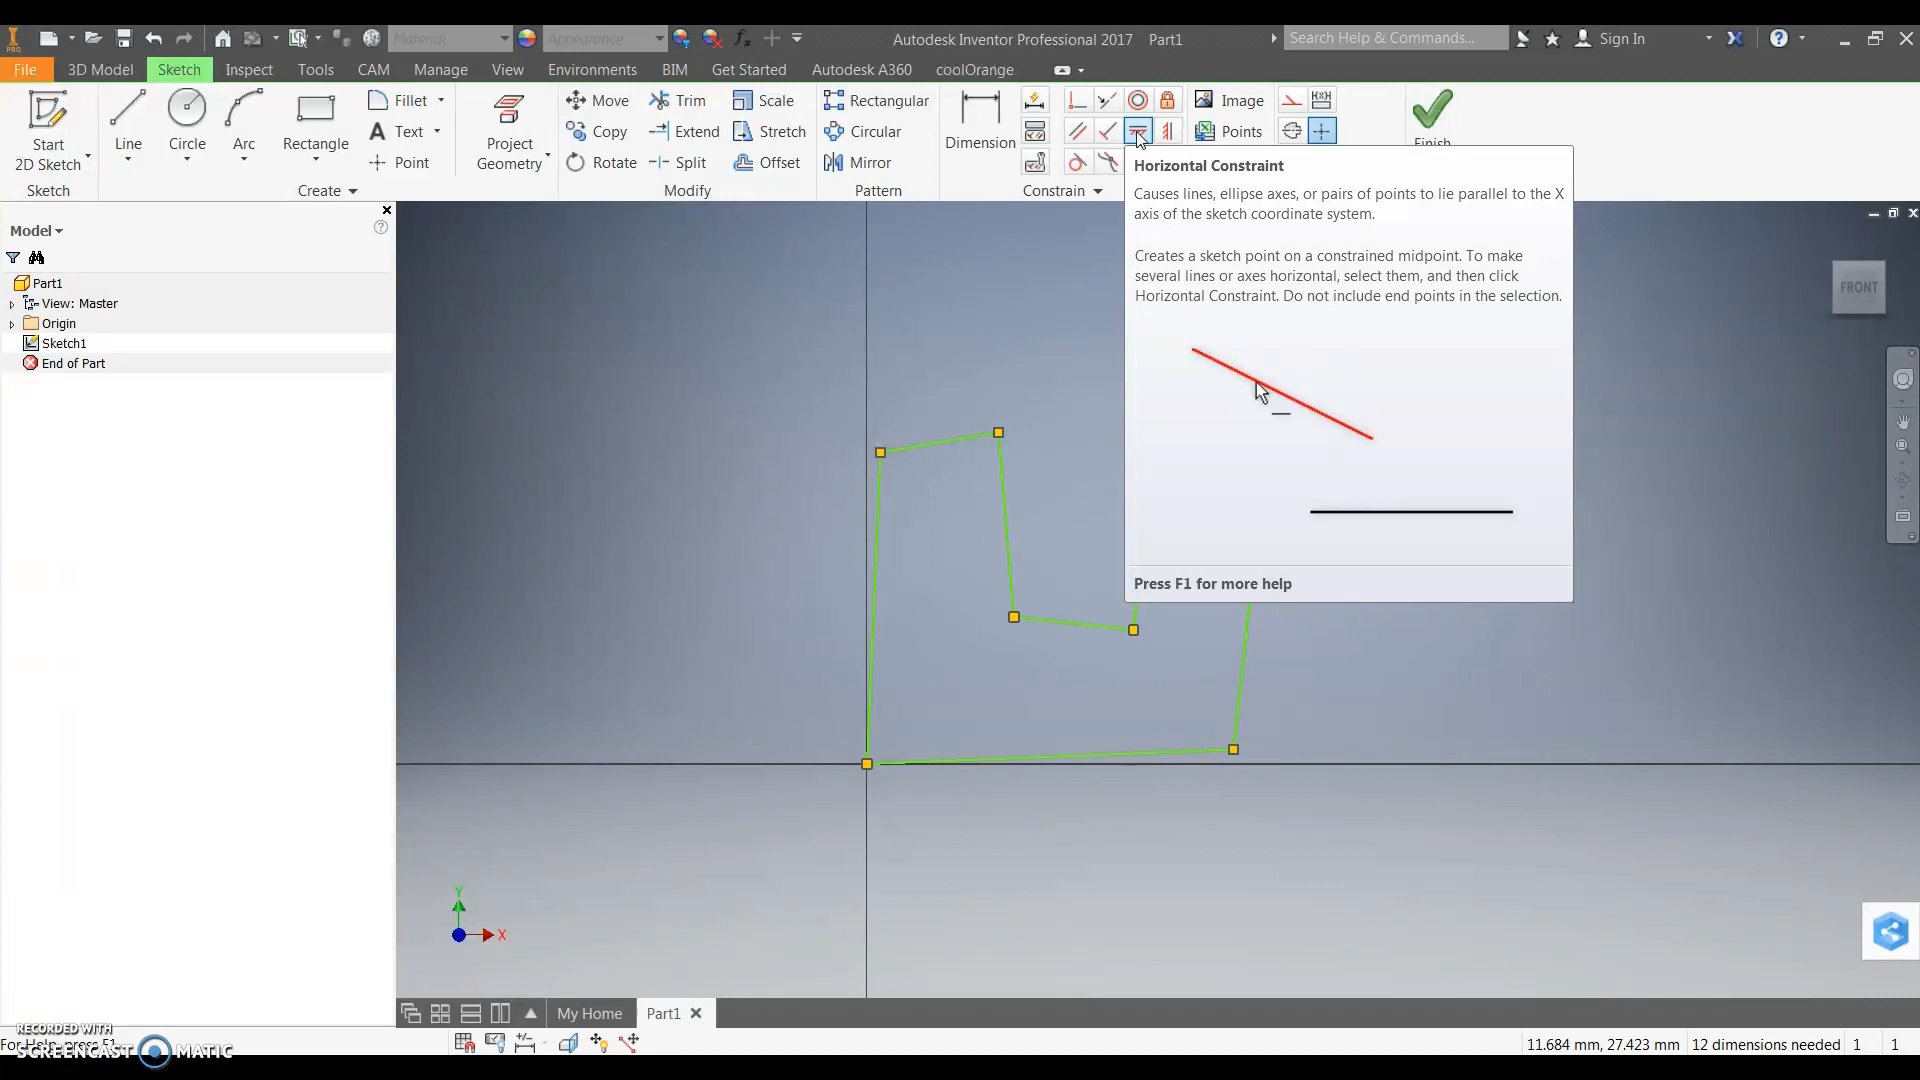 PRO
Material
Appearance
Autodesk Inventor Professional 2017 Part1
Search Help & Commands...
Sign In
File 3D Model Sketch Inspect Tools CAM Manage View Environments BIM Get Started Autodesk A360 coolOrange
Start
2D Sketch
Line
Circle
Arc
Rectangle
Fillet
Text
Point
Project
Geometry
Move
Copy
Rotate
Trim
Extend
Split
Scale
Stretch
Offset
Rectangular
Circular
Mirror
Dimension
Image
Points
Finish
Sketch
Create
Modify
Pattern
Constrain
Horizontal Constraint
Causes lines, ellipse axes, or pairs of points to lie parallel to the X
axis of the sketch coordinate system.
Creates a sketch point on a constrained midpoint. To make
several lines or axes horizontal, select them, and then click
Horizontal Constraint. Do not include end points in the selection.
Press F1 for more help
Model
Part1
View: Master
Origin
Sketch1
End of Part
FRONT
Y
X
My Home
Part1
For Help, press F1
RECORDED WITH
SCREENCAST MATIC
11.684 mm, 27.423 mm 12 dimensions needed 1 1